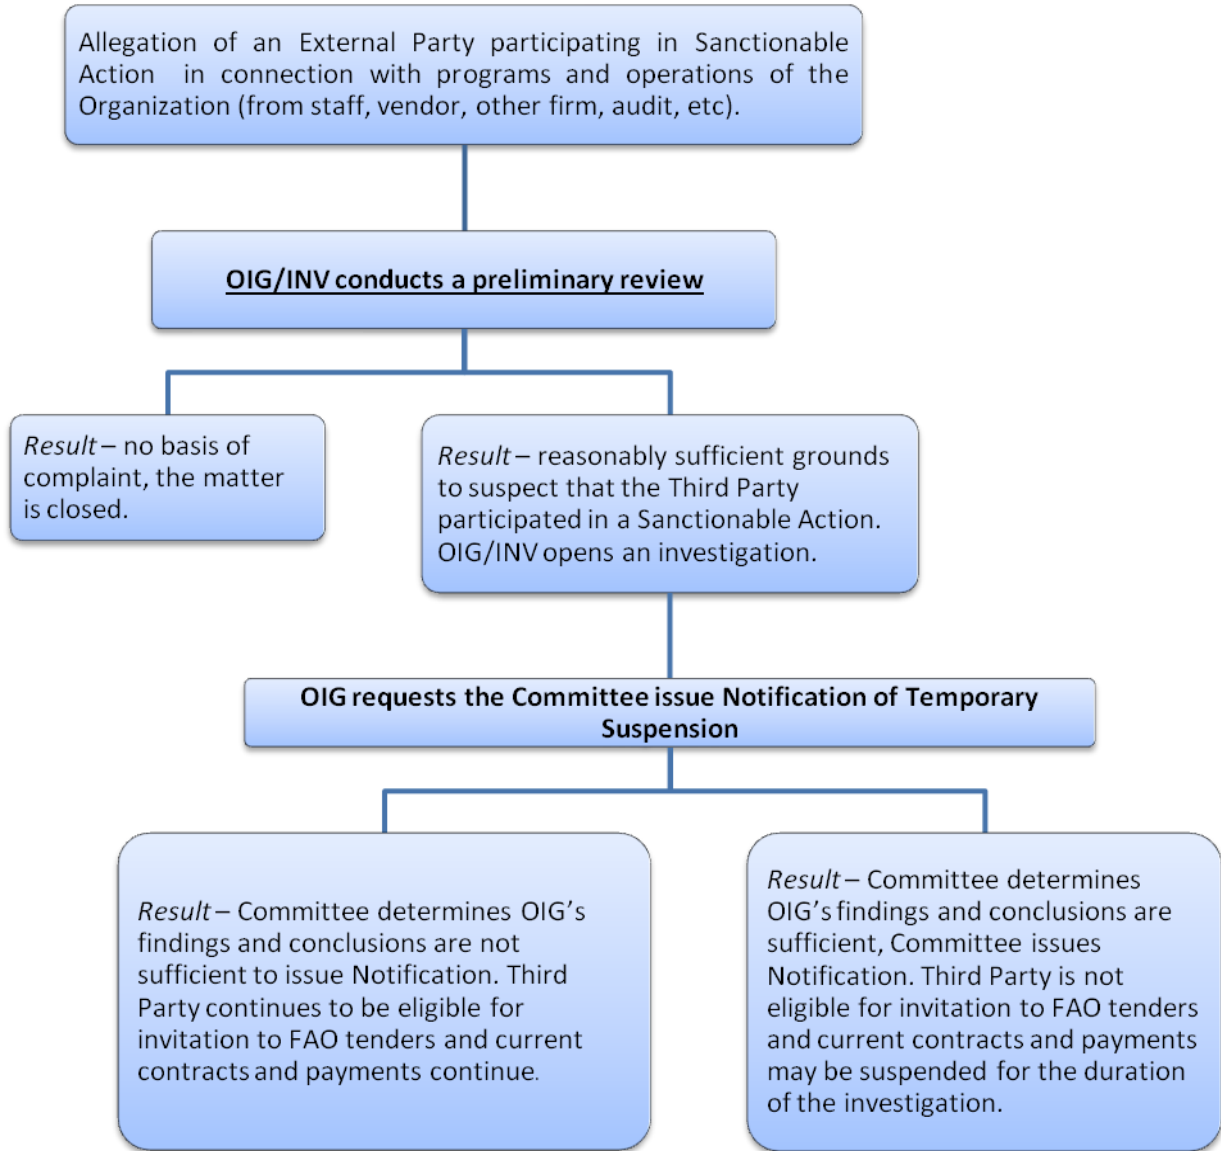 Allegation of an External Party participating in Sanctionable
Action in connection with programs and operations of the
Organization (from staff, vendor, other firm, audit, etc).
OIG/INV conducts a preliminary review
Result – no basis of
complaint, the matter
is closed.
Result – reasonably sufficient grounds
to suspect that the Third Party
participated in a Sanctionable Action.
OIG/INV opens an investigation.
OIG requests the Committee issue Notification of Temporary
Suspension
Result – Committee determines OIG’s
findings and conclusions are not
sufficient to issue Notification. Third
Party continues to be eligible for
invitation to FAO tenders and current
contracts and payments continue.
Result – Committee determines
OIG’s findings and conclusions are
sufficient, Committee issues
Notification. Third Party is not
eligible for invitation to FAO tenders
and current contracts and payments
may be suspended for the duration
of the investigation.